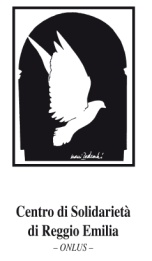 Centro di Solidarietà
di Reggio Emilia
– ONLUS –